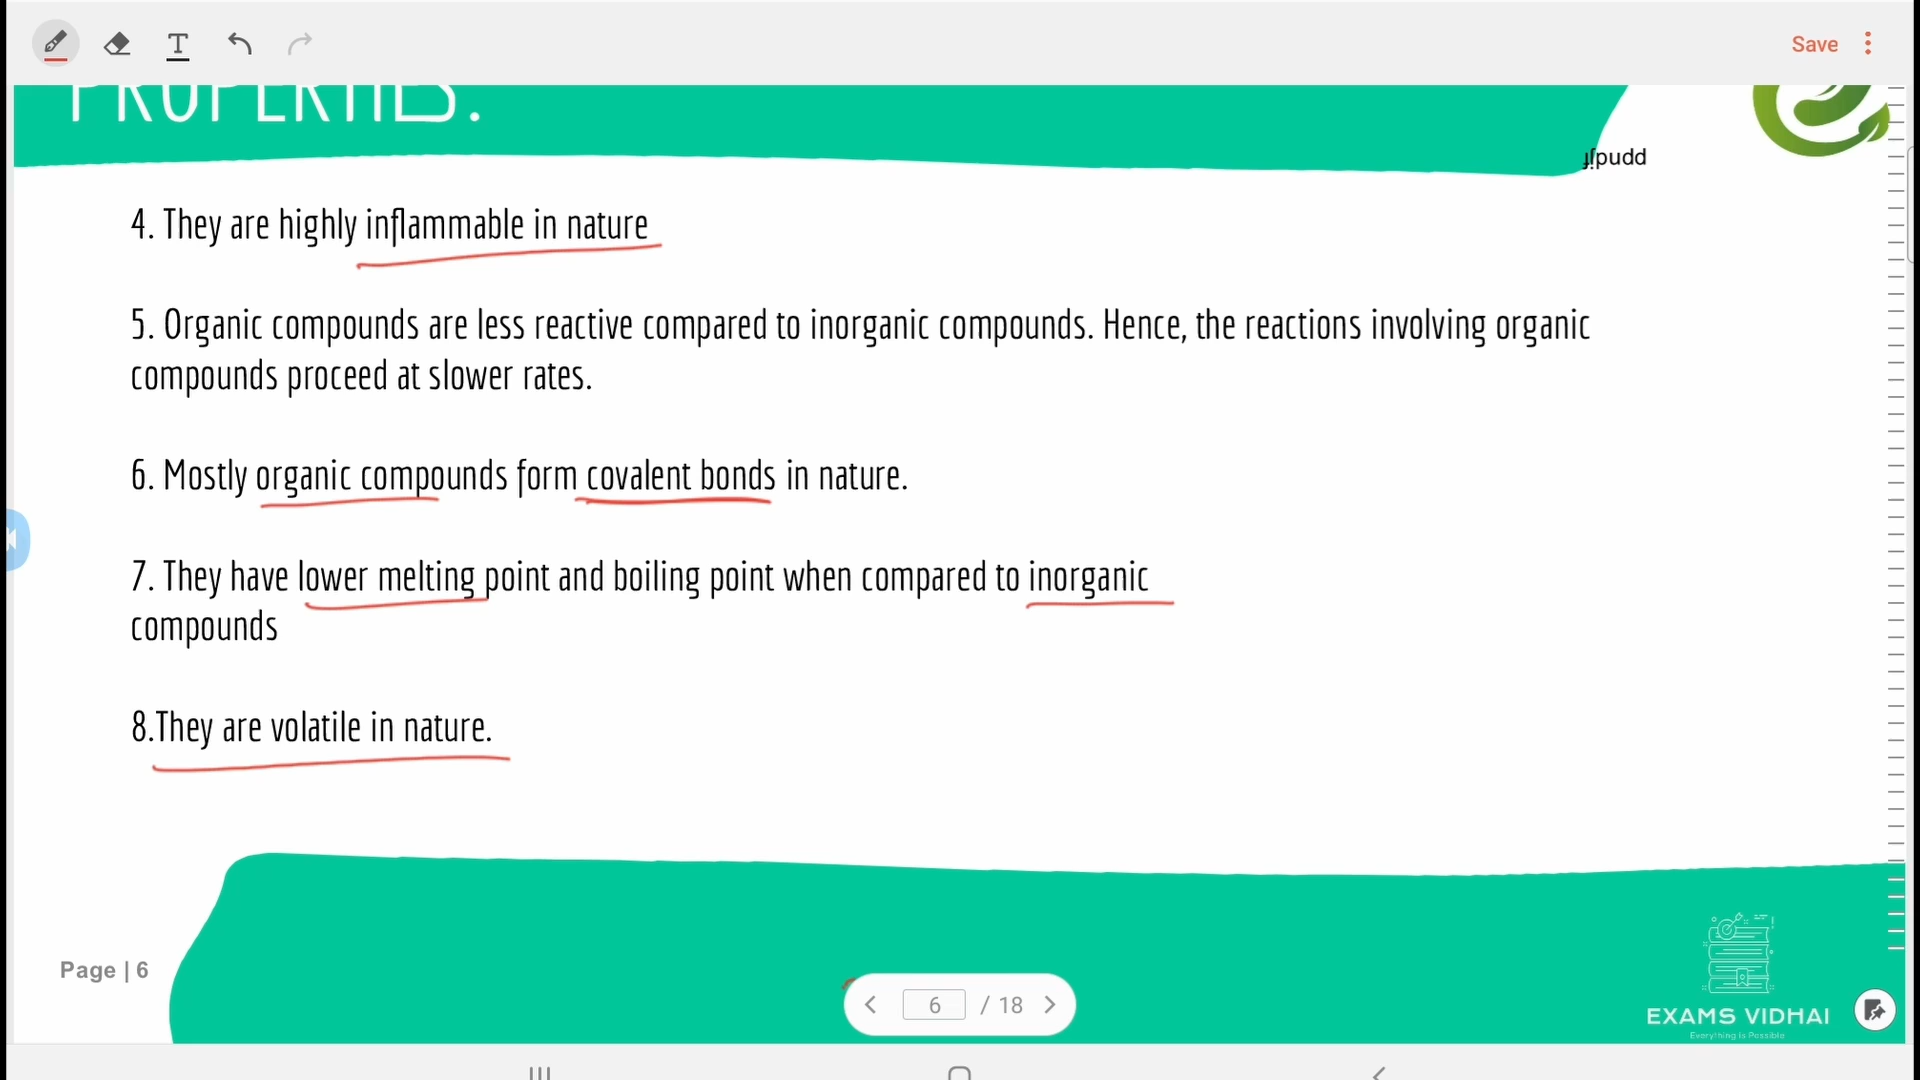 Save
PROPERTIES:
4. They are highly inflammable in nature
5. Organic compounds are less reactive compared to inorganic compounds. Hence, the reactions involving organic
compounds proceed at slower rates.
6. Mostly organic compounds form covalent bonds in nature.
7. They have lower melting point and boiling point when compared to inorganic
compounds
8.They are volatile in nature.
Page | 6
6 / 18
EXAMS VIDHAI
Everything Is Possible